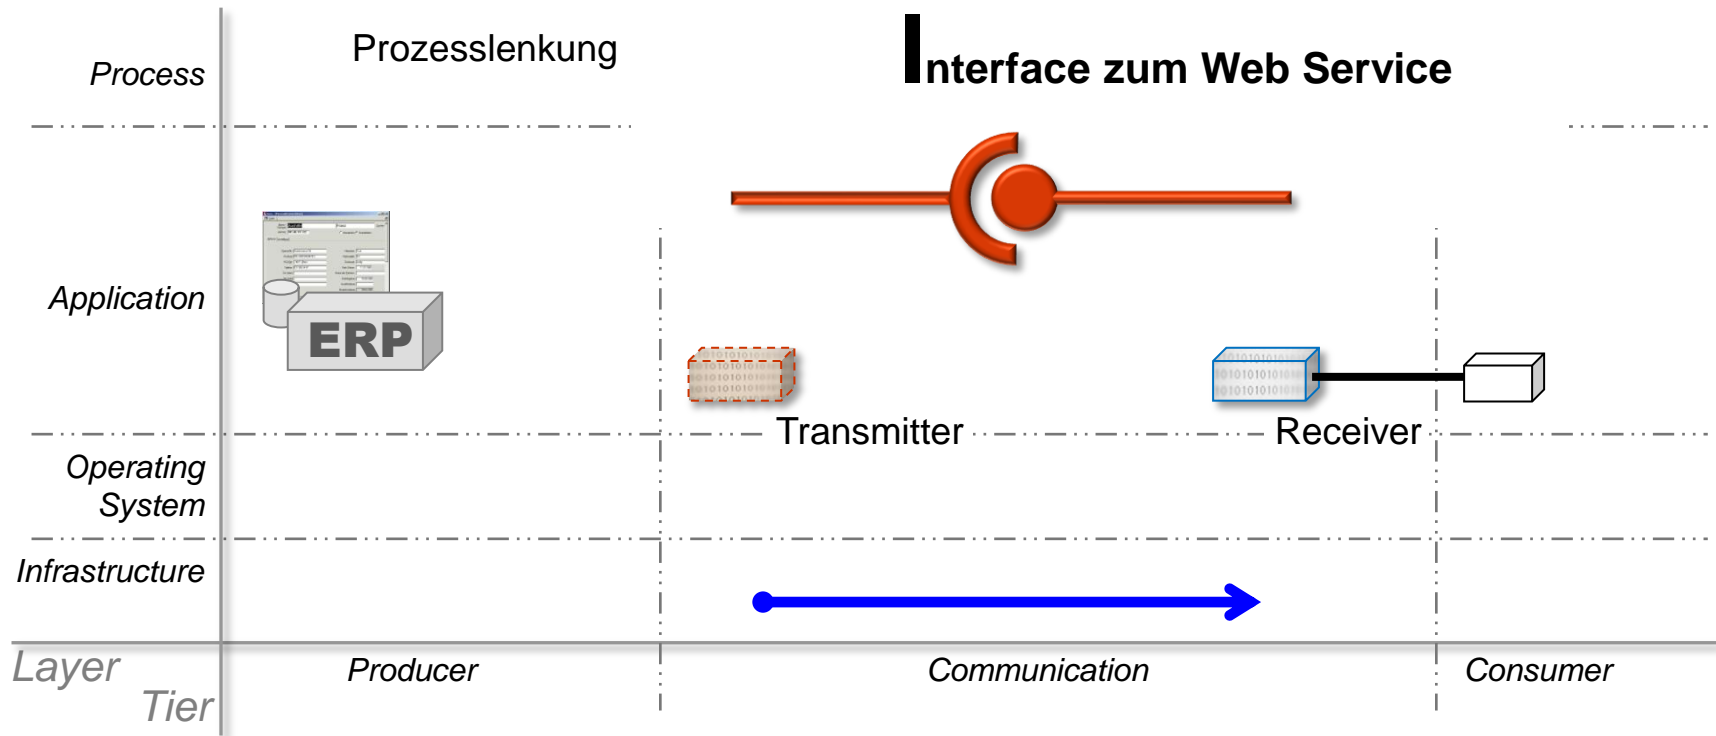 Prozesslenkung
Interface zum Web Service
Process
Application
ERP
Transmitter
Receiver
Operating
System
Infrastructure
Layer
Tier
Producer
Communication
Consumer